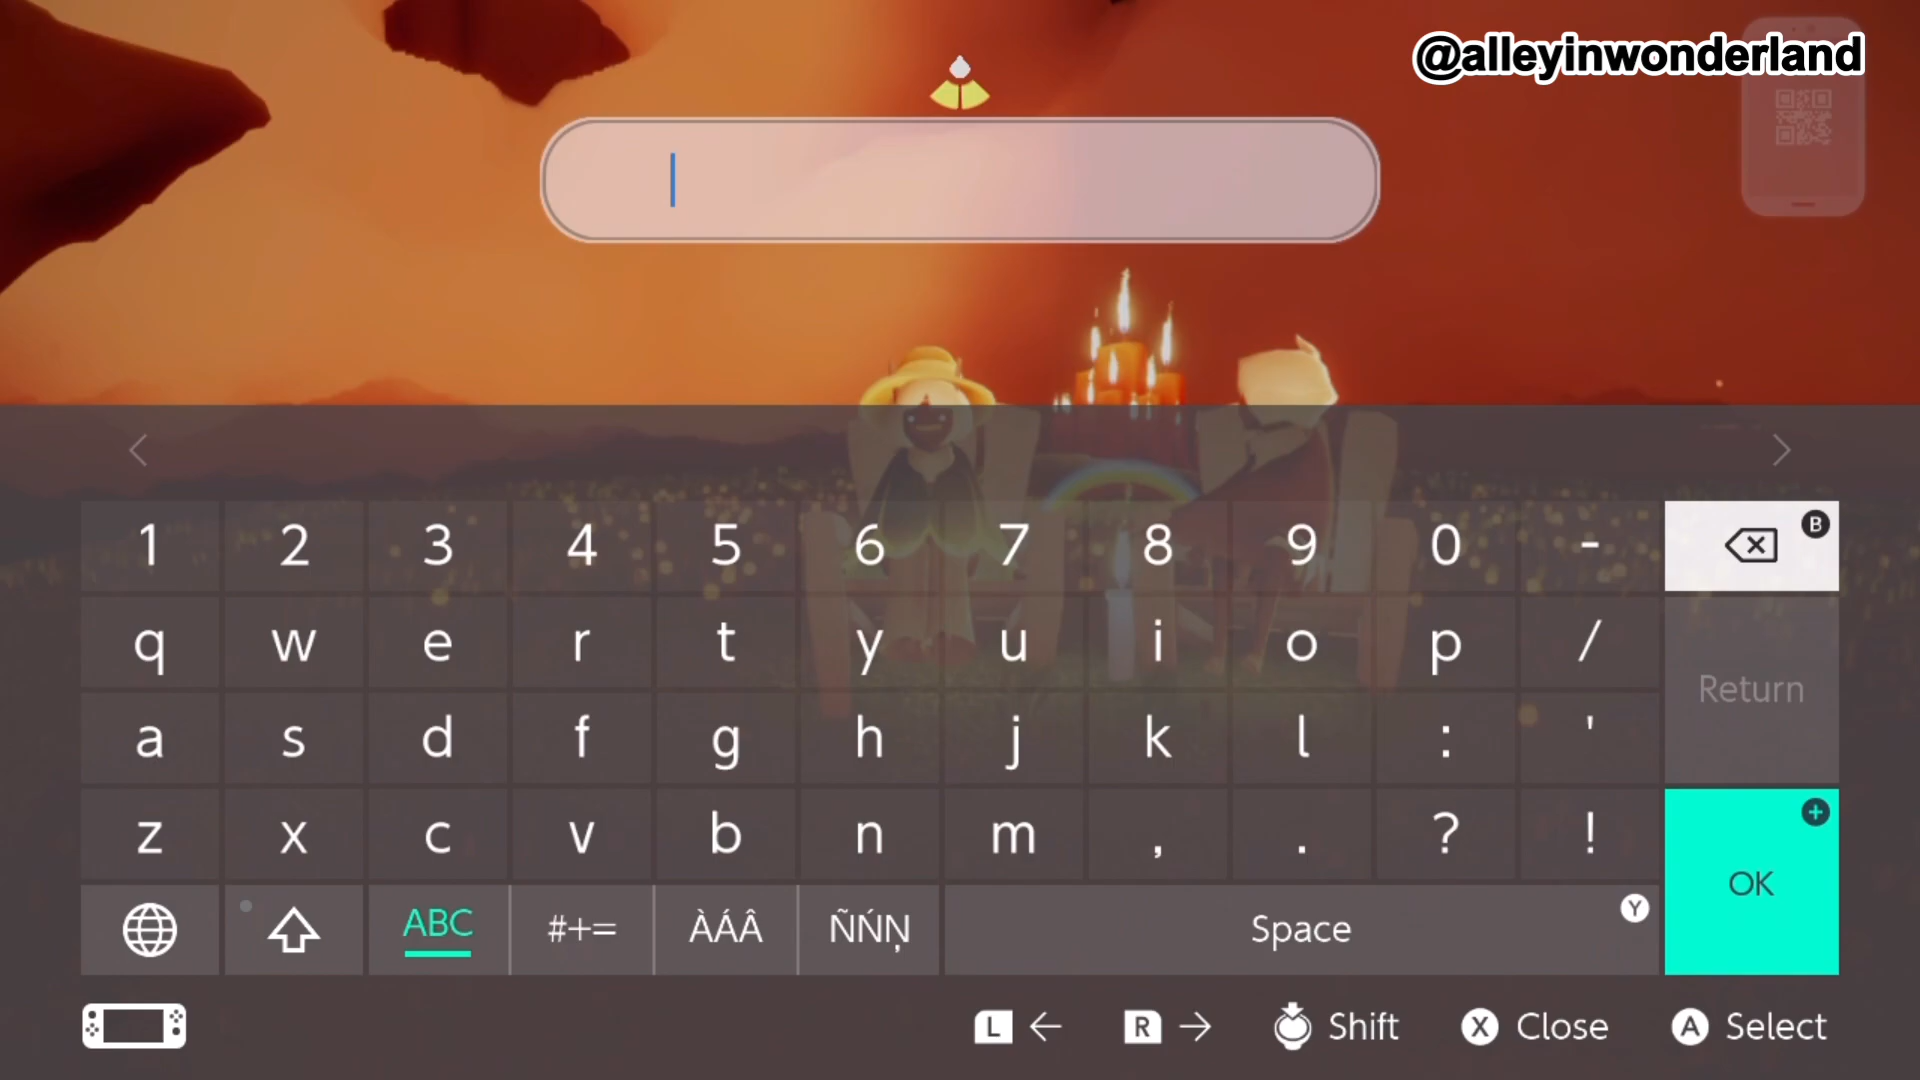 @alleyinwonderland
1 2 3 4 5 6 7 8 9 0 - B
q w e r t y u i o p / Return
a s d f g h j k l : '
z x c v b n m , . ? ! +
ABC #+= ÀÁÂ ÑŃŅ Space Y OK
L ← R → Shift X Close A Select